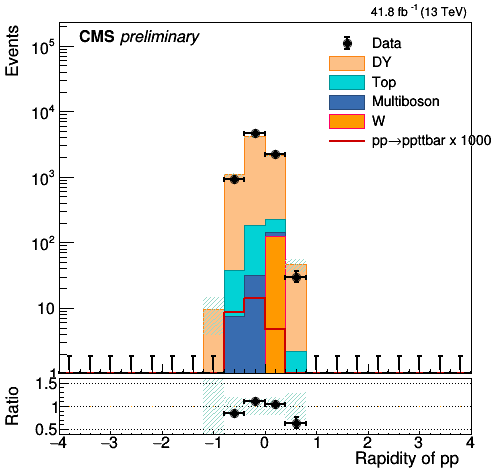 41.8 fb⁻¹ (13 TeV)
CMS preliminary
Events
Data
DY
Top
Multiboson
W
pp→ppttbar x 1000
10⁵
10⁴
10³
10²
10
1
Ratio
1.5
1
0.5
−4 −3 −2 −1 0 1 2 3 4
Rapidity of pp